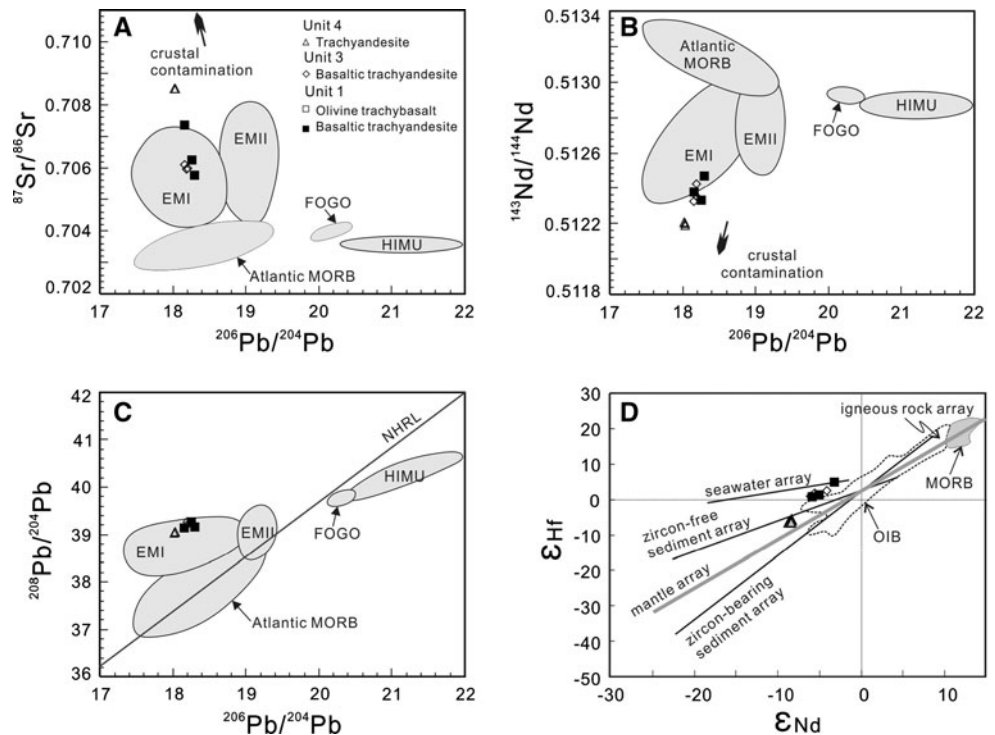 A
0.710
0.708
0.706
0.704
0.702
87Sr/86Sr
crustal
contamination
Unit 4
Trachyandesite
Unit 3
Basaltic trachyandesite
Unit 1
Olivine trachybasalt
Basaltic trachyandesite
EMI
EMII
FOGO
HIMU
Atlantic MORB
17 18 19 20 21 22
206Pb/204Pb
B
0.5134
0.5130
0.5126
0.5122
0.5118
143Nd/144Nd
Atlantic
MORB
EMI
EMII
FOGO
HIMU
crustal
contamination
17 18 19 20 21 22
206Pb/204Pb
C
42
41
40
39
38
37
36
208Pb/204Pb
NHRL
HIMU
FOGO
EMI
EMII
Atlantic MORB
17 18 19 20 21 22
206Pb/204Pb
D
30
20
10
0
-10
-20
-30
-40
-50
εHf
igneous rock array
MORB
seawater array
zircon-free
sediment array
OIB
mantle array
zircon-bearing
sediment array
-30 -20 -10 0 10
εNd